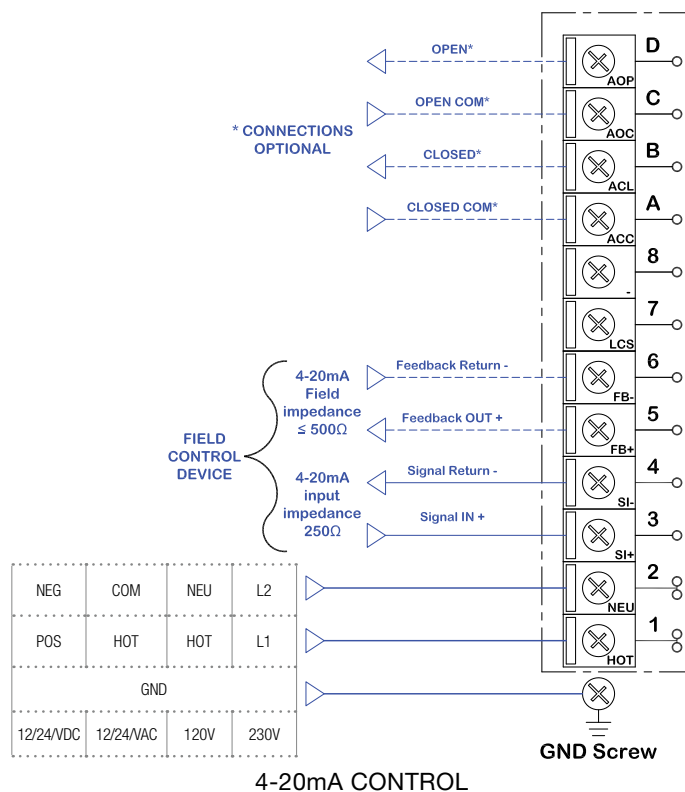 OPEN*
D
AOP
OPEN COM*
C
AOC
* CONNECTIONS
OPTIONAL
CLOSED*
B
ACL
CLOSED COM*
A
ACC
8
-
7
LCS
Feedback Return -
6
FB-
4-20mA
Field
impedance
≤ 500Ω
Feedback OUT +
5
FB+
FIELD
CONTROL
DEVICE
4-20mA
input
impedance
250Ω
Signal Return -
4
SI-
Signal IN +
3
SI+
NEG COM NEU L2
2
NEU
POS HOT HOT L1
1
HOT
GND
12/24/VDC 12/24/VAC 120V 230V
GND Screw
4-20mA CONTROL